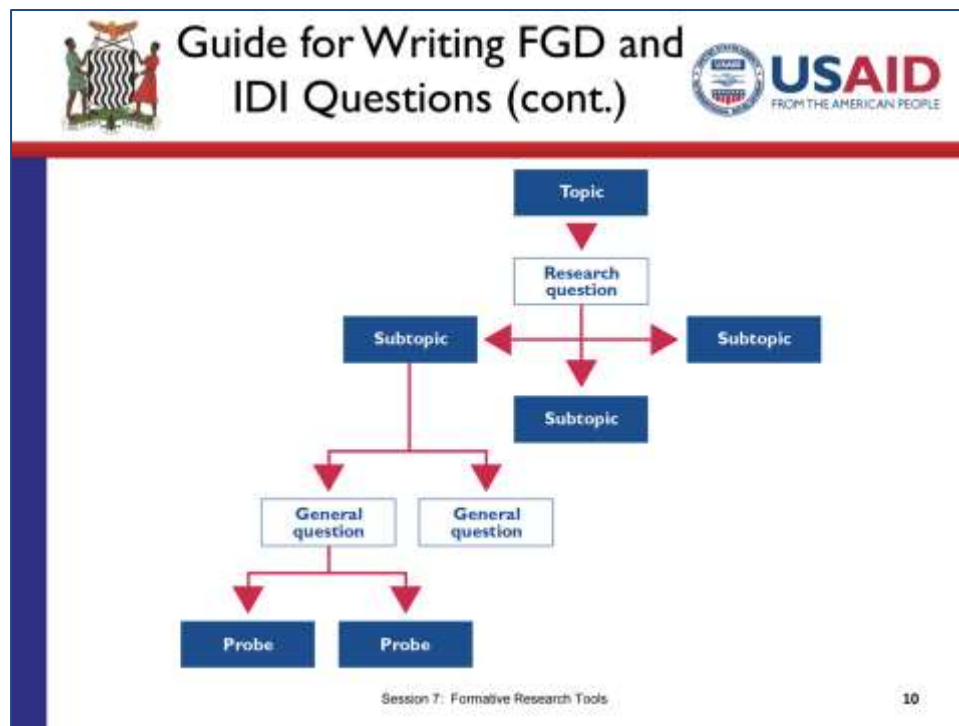 Guide for Writing FGD and
IDI Questions (cont.)
USAID
FROM THE AMERICAN PEOPLE
Topic
Research
question
Subtopic
Subtopic
Subtopic
General
question
General
question
Probe
Probe
Session 7: Formative Research Tools
10